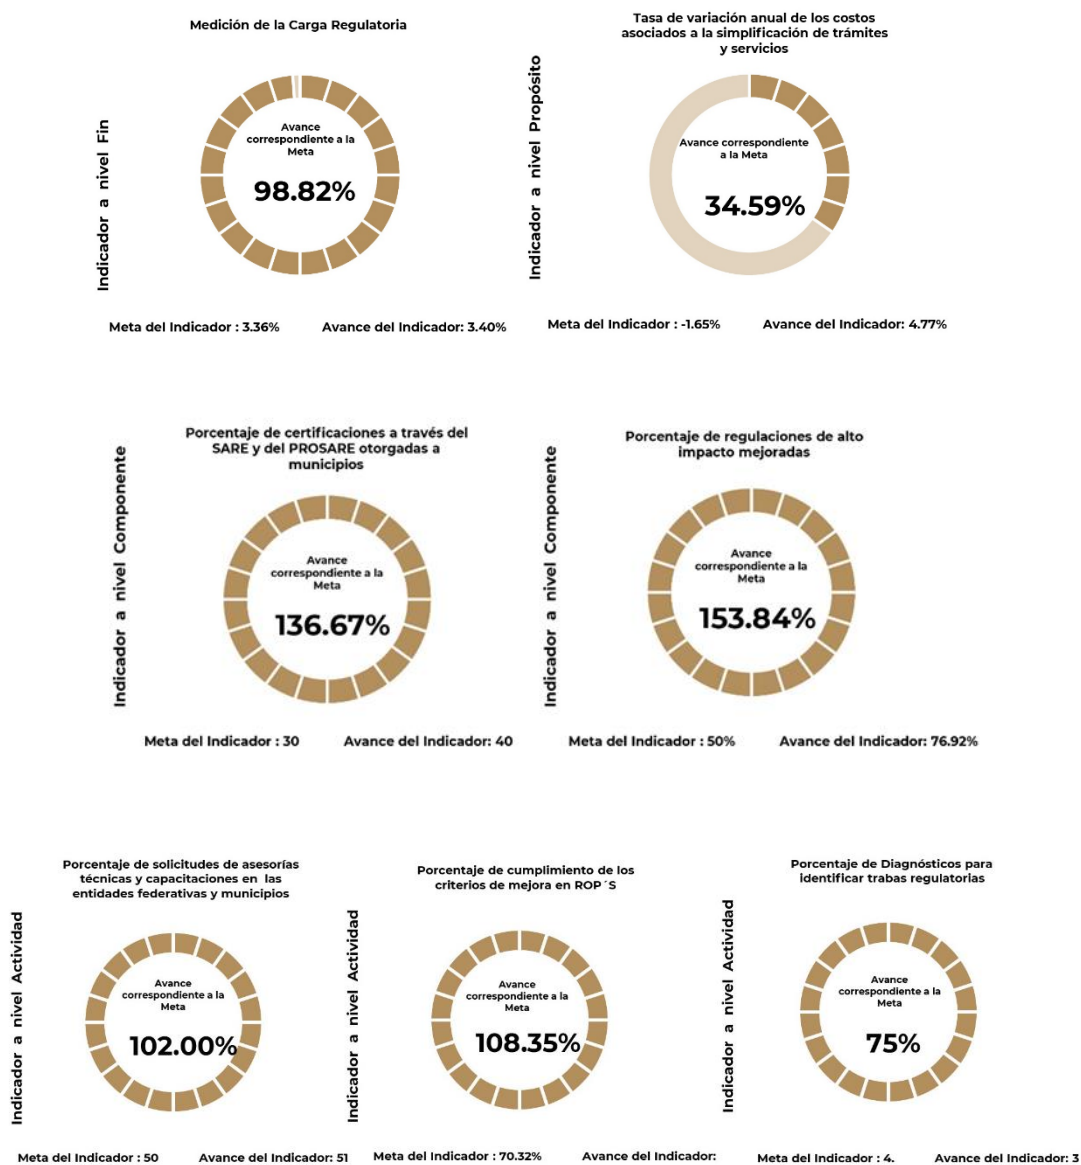 Medición de la Carga Regulatoria
Indicador a nivel Fin
Avance
correspondiente a la
Meta
98.82%
Meta del Indicador : 3.36%
Avance del Indicador: 3.40%
Tasa de variación anual de los costos
asociados a la simplificación de trámites
y servicios
Indicador a nivel Propósito
Avance correspondiente
a la Meta
34.59%
Meta del Indicador : -1.65%
Avance del Indicador: 4.77%
Porcentaje de certificaciones a través del
SARE y del PROSARE otorgadas a
municipios
Indicador a nivel Componente
Avance
correspondiente a la
Meta
136.67%
Meta del Indicador : 30
Avance del Indicador: 40
Porcentaje de regulaciones de alto
impacto mejoradas
Indicador a nivel Componente
Avance
correspondiente a la
Meta
153.84%
Meta del Indicador : 50%
Avance del Indicador: 76.92%
Porcentaje de solicitudes de asesorías
técnicas y capacitaciones en las
entidades federativas y municipios
Indicador a nivel Actividad
Avance
correspondiente a la
Meta
102.00%
Meta del Indicador : 50
Avance del Indicador: 51
Porcentaje de cumplimiento de los
criterios de mejora en ROP´S
Indicador a nivel Actividad
Avance
correspondiente a la
Meta
108.35%
Meta del Indicador : 70.32%
Avance del Indicador:
Porcentaje de Diagnósticos para
identificar trabas regulatorias
Indicador a nivel Actividad
Avance
correspondiente a la
Meta
75%
Meta del Indicador : 4.
Avance del Indicador: 3